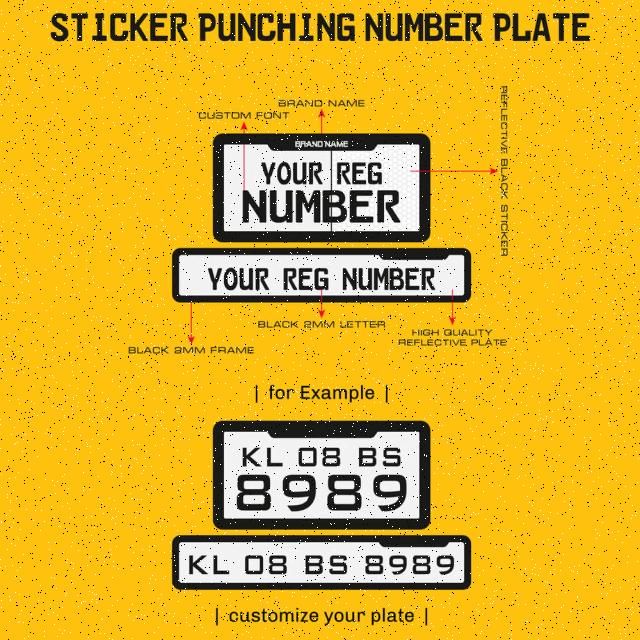 STICKER PUNCHING NUMBER PLATE
BRAND NAME
CUSTOM FONT
REFLECTIVE BLACK STICKER
BRAND NAME
YOUR REG
NUMBER
YOUR REG NUMBER
BLACK 2MM LETTER
HIGH QUALITY
REFLECTIVE PLATE
BLACK 2MM FRAME
| for Example |
KL 08 BS
8989
KL 08 BS 8989
| customize your plate |